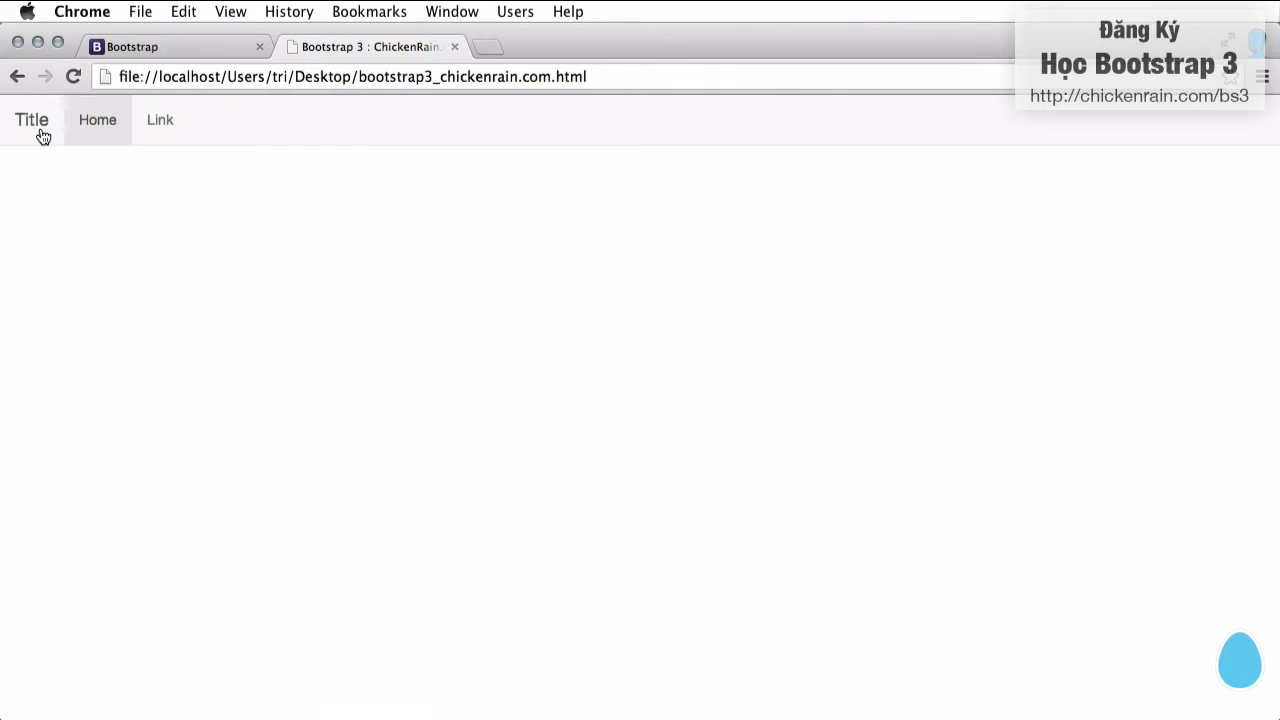 Chrome File Edit View History Bookmarks Window Users Help
Bootstrap
Bootstrap 3 : ChickenRain.
file://localhost/Users/tri/Desktop/bootstrap3_chickenrain.com.html
Đăng Ký
Học Bootstrap 3
http://chickenrain.com/bs3
Title Home Link